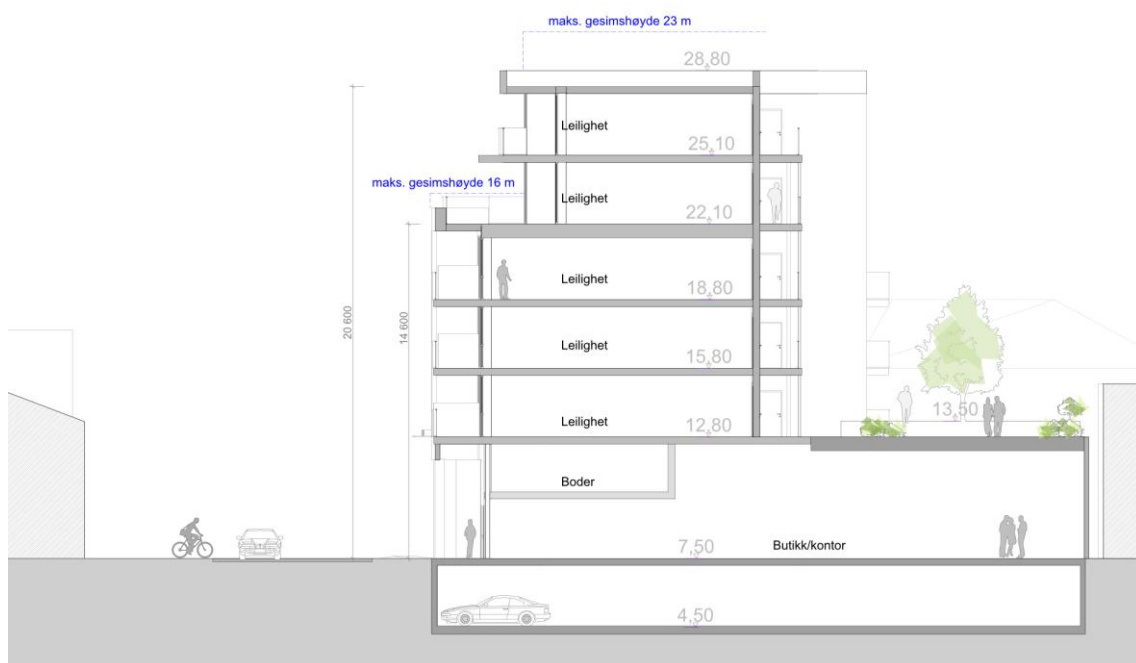 maks. gesimshøyde 23 m
28,80
Leilighet
25,10
maks. gesimshøyde 16 m
Leilighet
22,10
Leilighet
18,80
20 600
14 600
Leilighet
15,80
Leilighet
12,80
13,50
Boder
7,50
Butikk/kontor
4,50